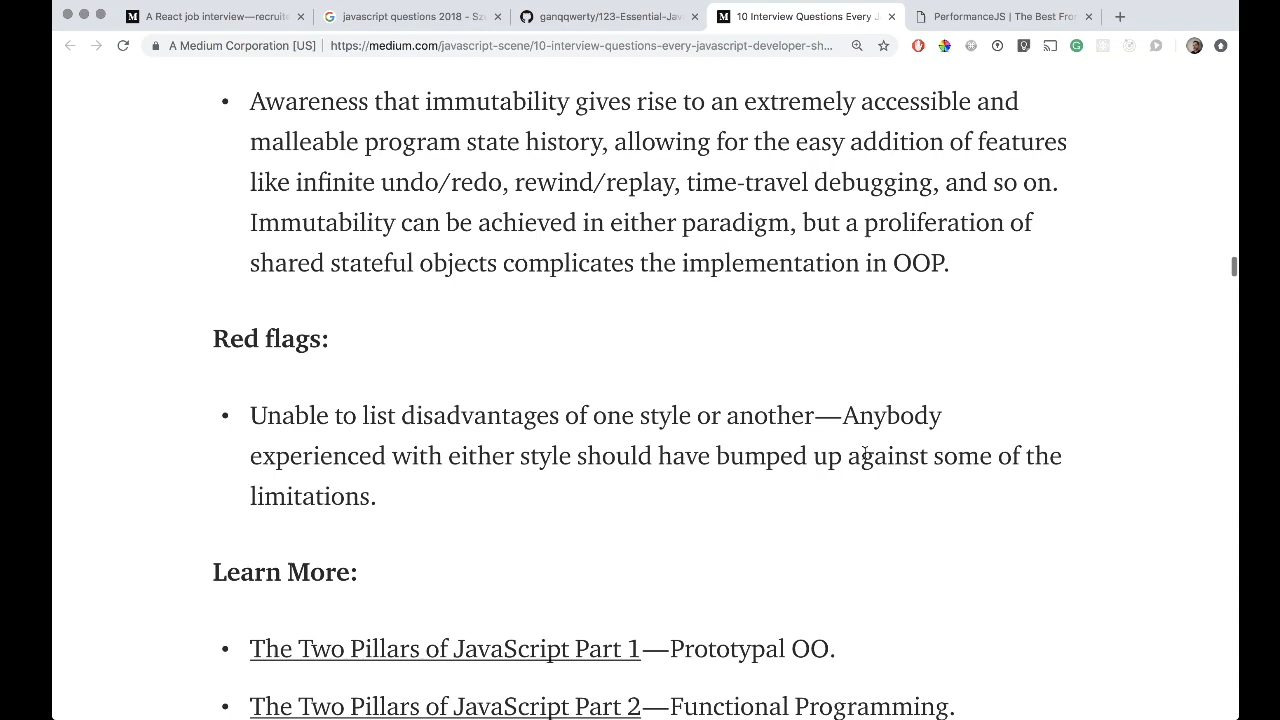 A React job interview—recruite
javascript questions 2018 - Szu
ganqqwerty/123-Essential-Jav
10 Interview Questions Every J
PerformanceJS | The Best Fron
A Medium Corporation [US]
https://medium.com/javascript-scene/10-interview-questions-every-javascript-developer-sh...
• Awareness that immutability gives rise to an extremely accessible and
malleable program state history, allowing for the easy addition of features
like infinite undo/redo, rewind/replay, time-travel debugging, and so on.
Immutability can be achieved in either paradigm, but a proliferation of
shared stateful objects complicates the implementation in OOP.
Red flags:
• Unable to list disadvantages of one style or another—Anybody
experienced with either style should have bumped up against some of the
limitations.
Learn More:
• The Two Pillars of JavaScript Part 1—Prototypal OO.
• The Two Pillars of JavaScript Part 2—Functional Programming.